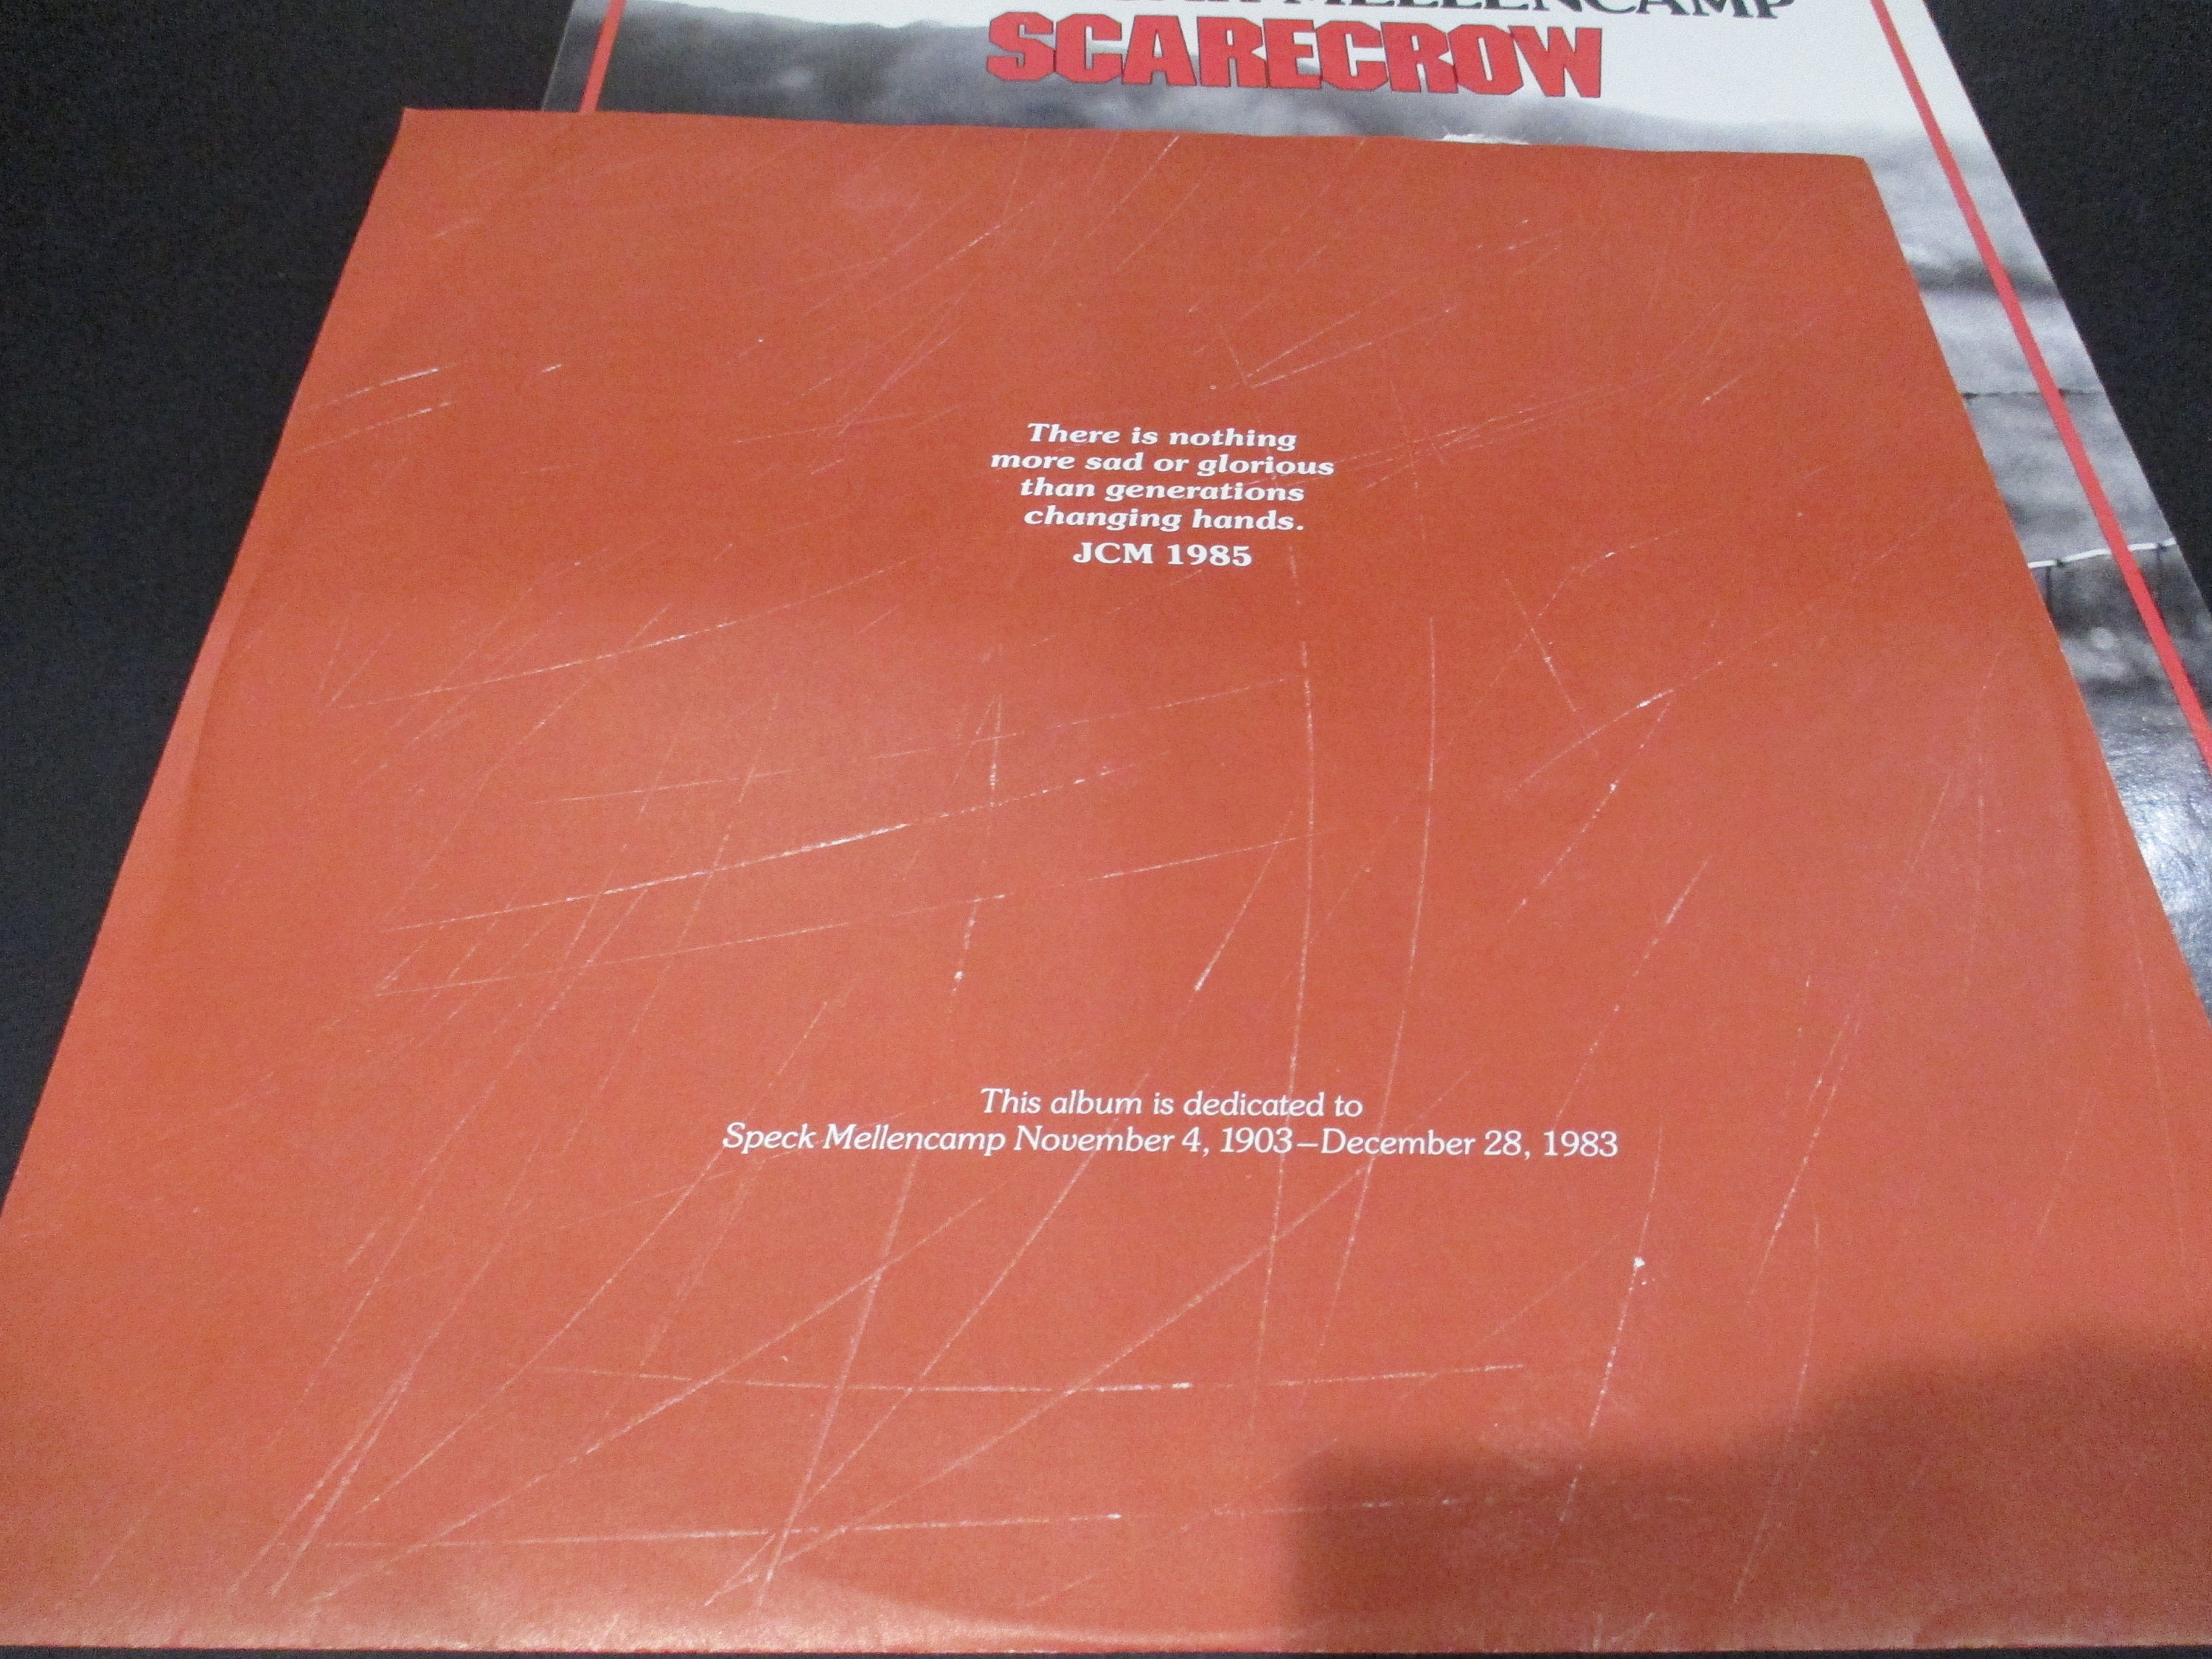 MELLENCAMP
SCARECROW
There is nothing
more sad or glorious
than generations
changing hands.
JCM 1985
This album is dedicated to
Speck Mellencamp November 4, 1903–December 28, 1983